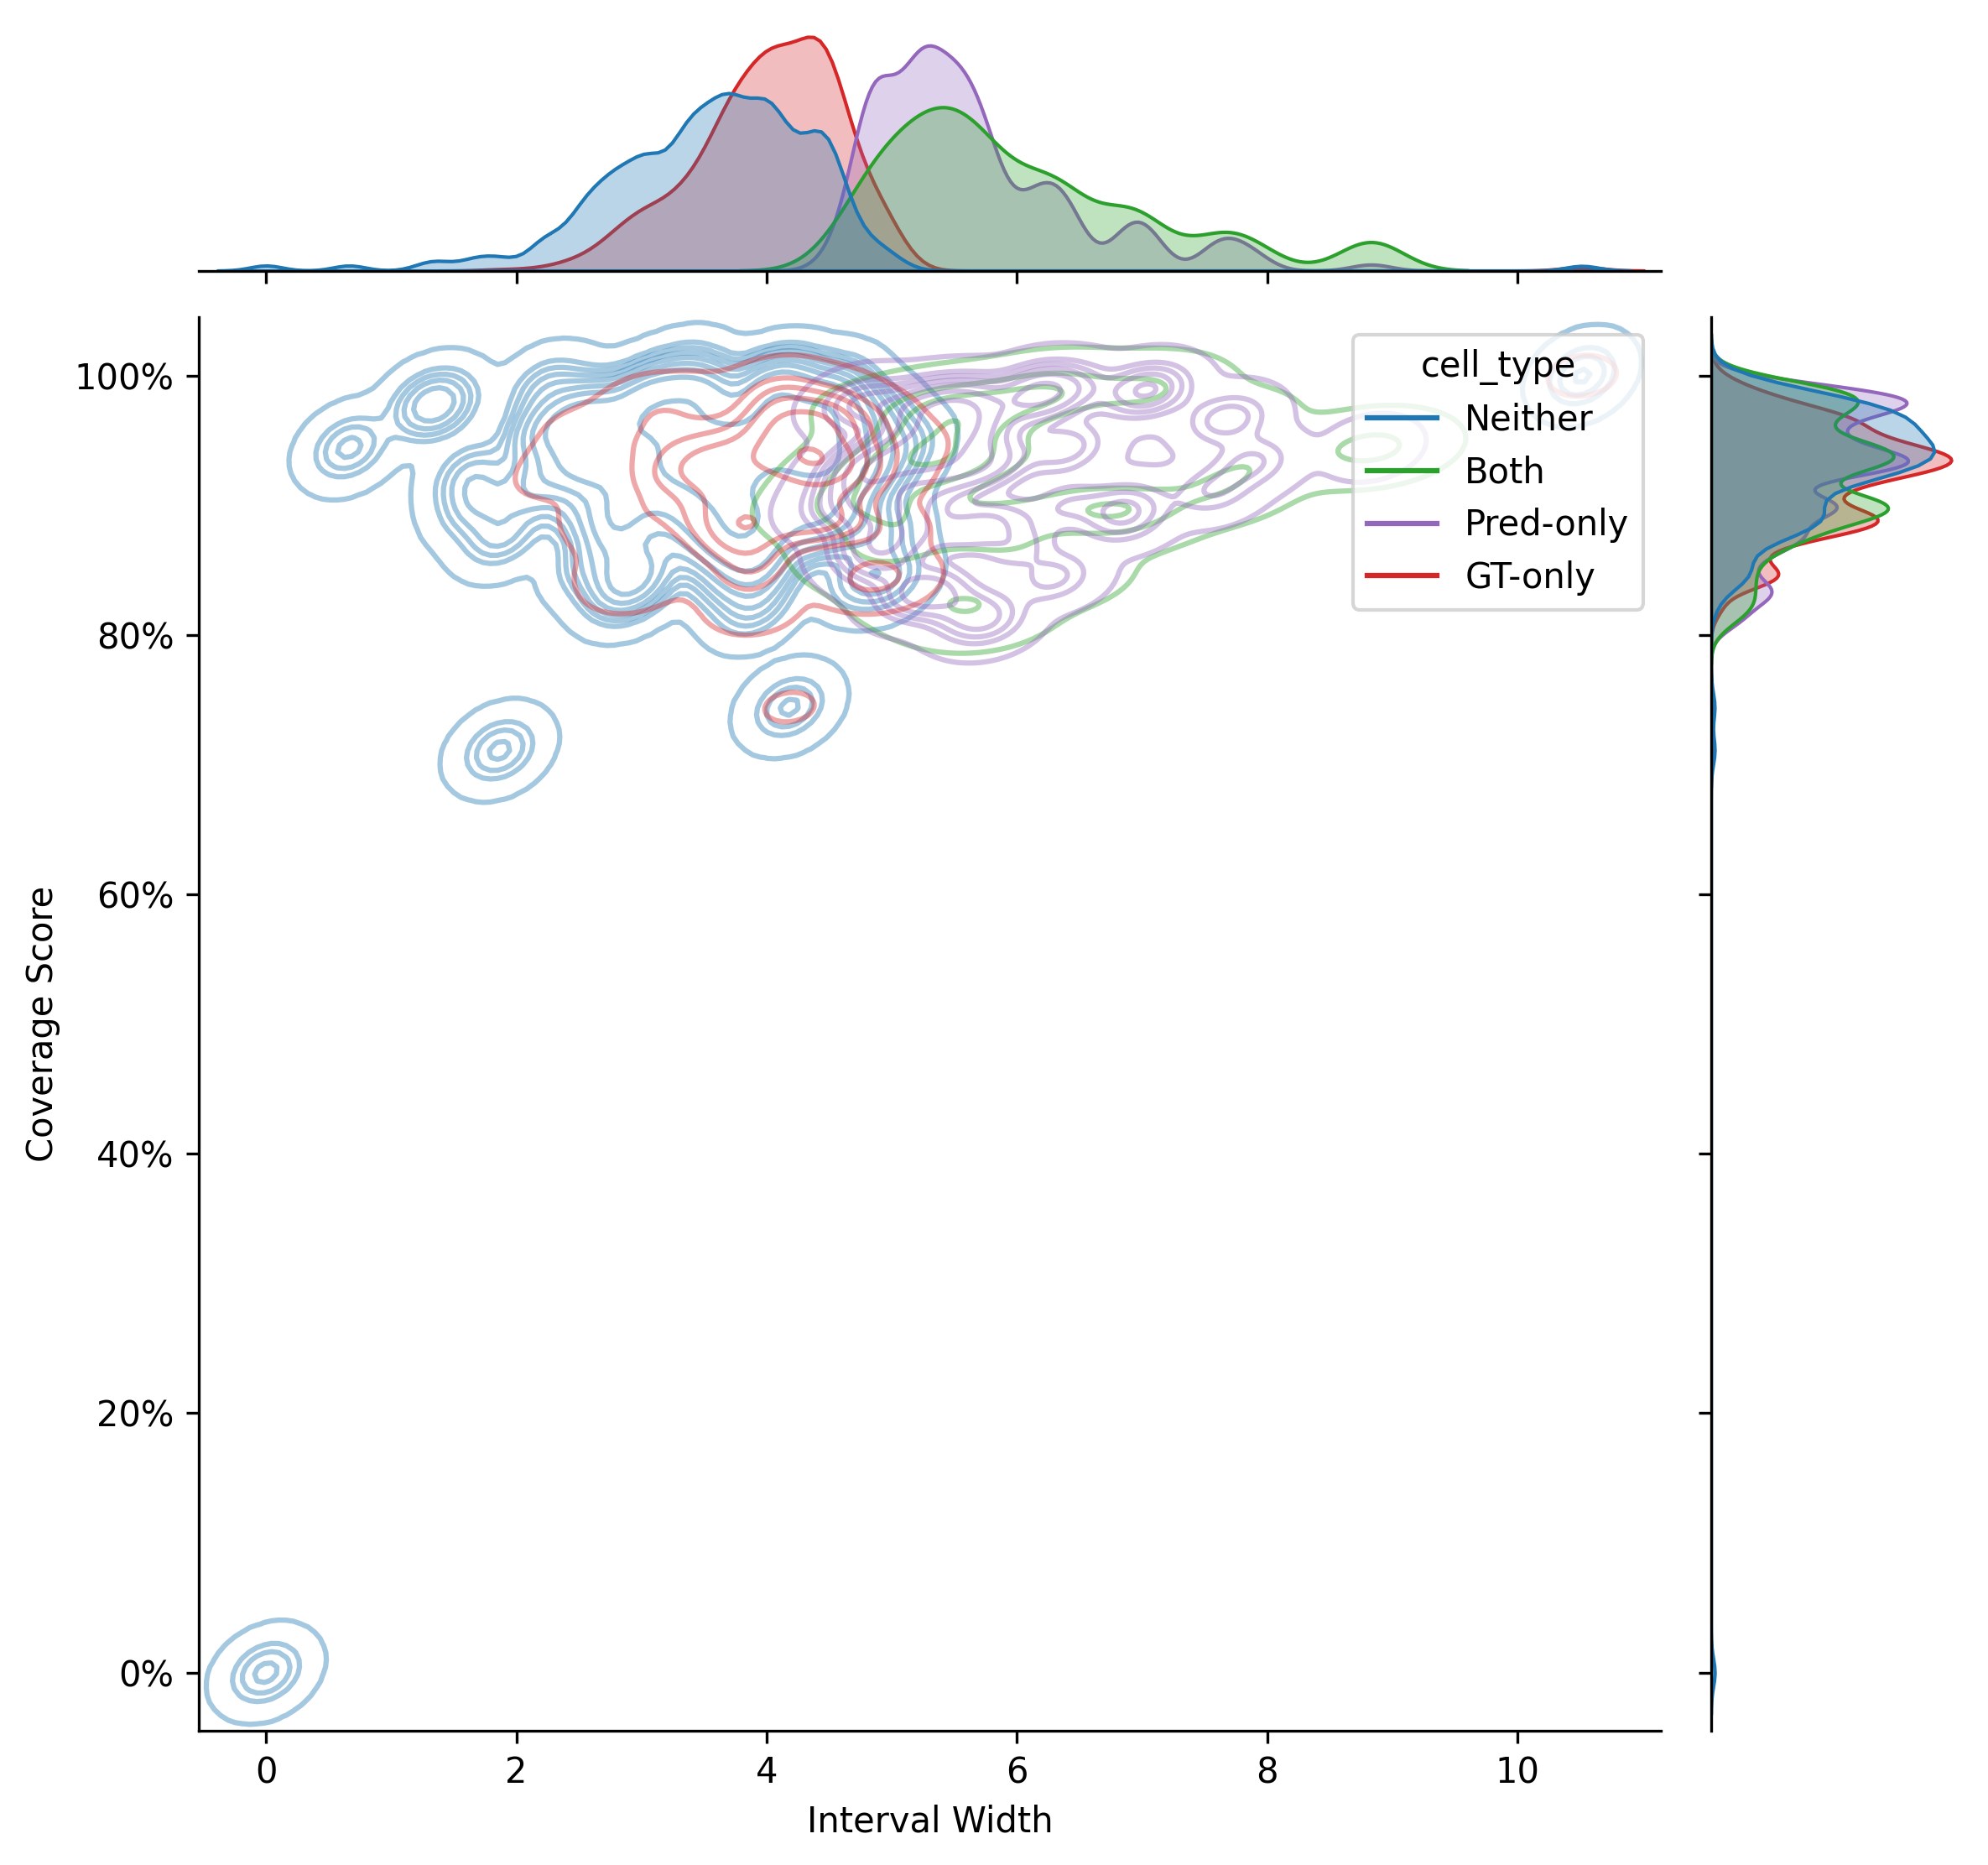 cell_type
Neither
Both
Pred-only
GT-only
100%
80%
60%
40%
20%
0%
Coverage Score
0 2 4 6 8 10
Interval Width